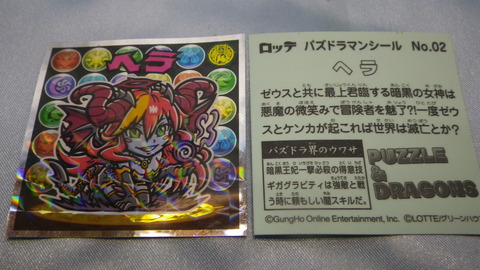 ヘラ
ロッテ パズドラマンシール No.02
ヘラ
ゼウスと共に最上君臨する暗黒の女神は
悪魔の微笑みで冒険者を魅了?!一度ゼウ
スとケンカが起これば世界は滅亡とか?
パズドラ界のウワサ
暗黒王妃一撃必殺の得意技
ギガグラビティは強敵と戦
う時に頼もしい闇スキルだ。
PUZZLE
&
DRAGONS
©GungHo Online Entertainment, Inc. ©LOTTE/グリーンハウス